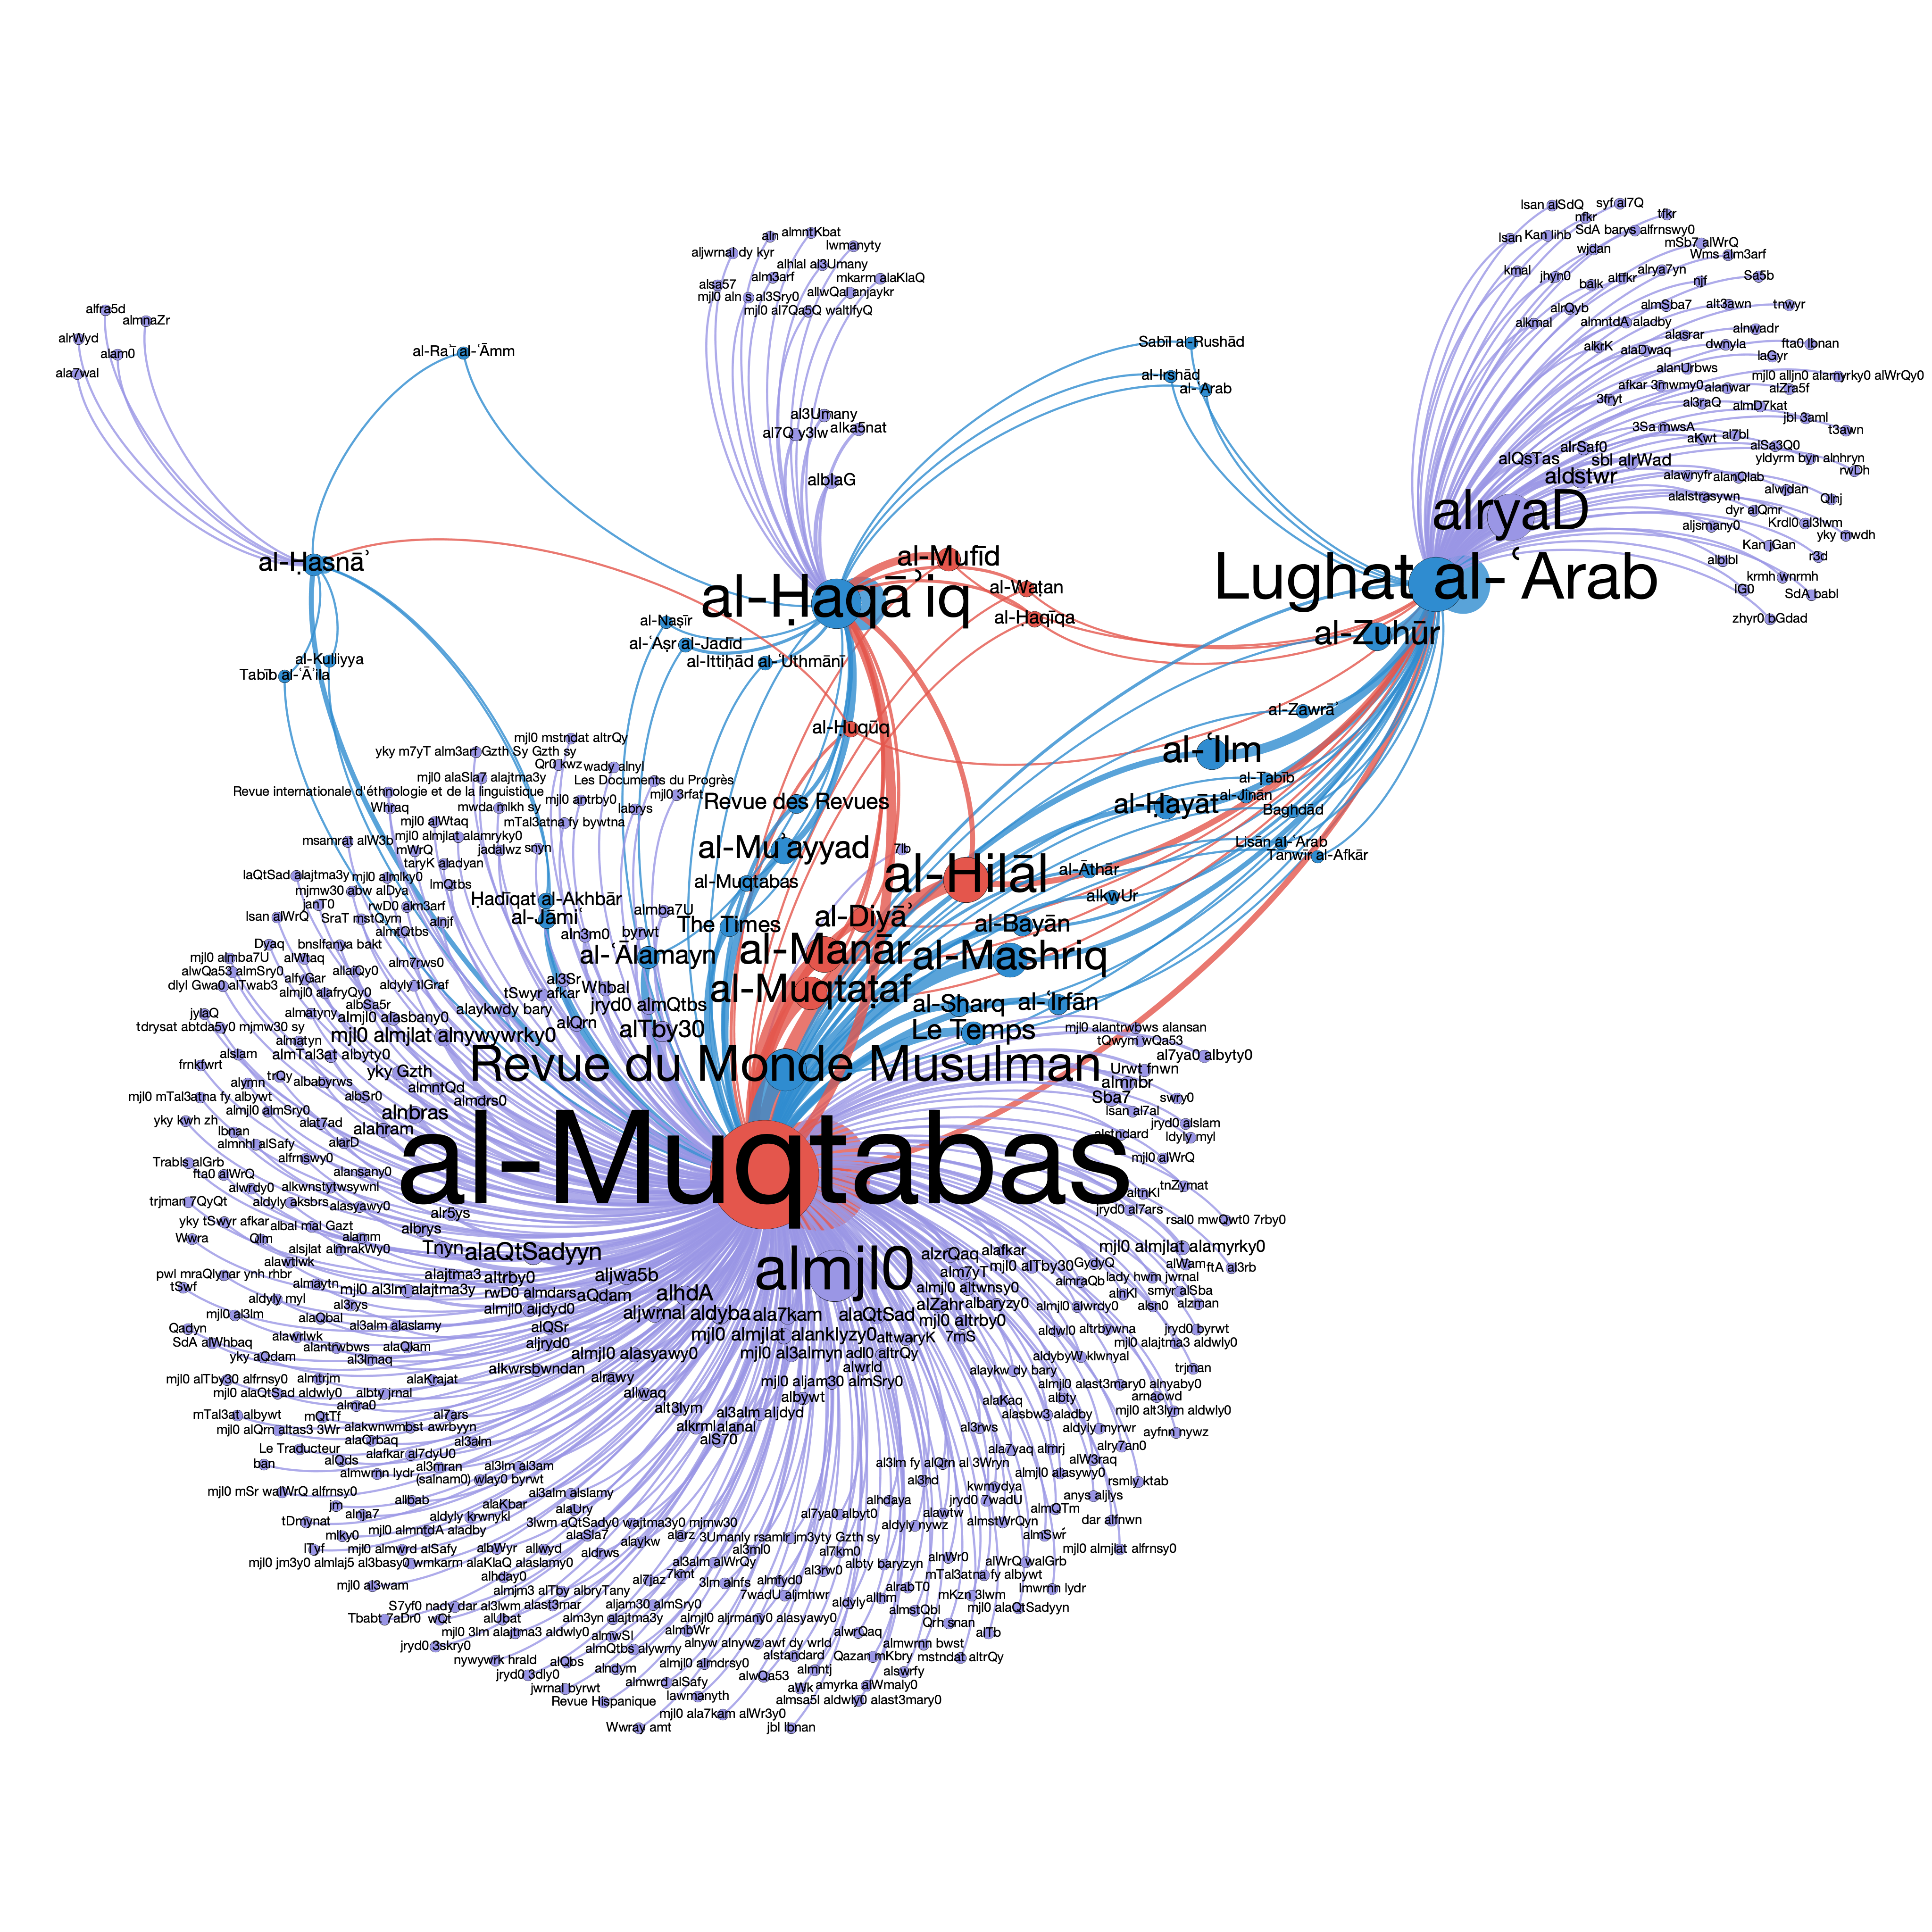 lsan alSdQ
syf al7Q
nfkr
tfkr
aln
almntKbat
lsan
Kan lihb
SdA barys alfrnswy0
aljwrnal dy kyr
lwmanyty
wjdan
mSb7 alWrQ
Wms alm3arf
alhlal al3Umany
kmal
jhyn0
altfkr
alrya7yn
alsa57
alm3arf
mkarm alaKlaQ
balk
njf
Sa5b
mjl0 aln s al3Sry0
allwQal anjaykr
alfra5d
mjl0 al7Qa5Q waltlfyQ
alrQyb
almSba7
alt3awn
tnwyr
almnaZr
alkmal
almntdA aladby
alrWyd
al-Raʾī al-ʿĀmm
Sabīl al-Rushād
alasrar
alnwadr
alam0
alkrK
alaDwaq
dwnyla
fta0 lbnan
laGyr
ala7wal
al-Irshād
alanUrbws
mjl0 alljn0 alamyrky0 alWrQy0
al-ʿArab
afkar 3mwmy0
alanwar
alZra5f
3fryt
al3raQ
almD7kat
al3Umany
jbl 3aml
al7Q y3lw
alka5nat
3Sa mwsA
aKwt
al7bl
t3awn
alrSaf0
alSa3Q0
alQsTas
sbl alrWad
yldyrm byn alnhryn
alblaG
aldstwr
alawnyfr
alanQlab
rwDh
alalstrasywn
alwjdan
Qlnj
alryaD
dyr alQmr
aljsmany0
Krdl0 al3lwm
yky mwdh
al-Ḥasnāʾ
al-Mufīd
Kan jGan
alblbl
r3d
Lughat al-ʿArab
al-Ḥaqāʾiq
al-Waṭan
krmh wnrmh
lG0
SdA babl
al-Naṣīr
al-Ḥaqīqa
zhyr0 bGdad
al-Zuhūr
al-ʿAṣr al-Jadīd
al-Kulliyya
al-Ittiḥād al-ʿUthmānī
Tabīb al-ʿĀʾila
al-Zawrāʾ
al-Ḥuqūq
mjl0 mstndat altrQy
yky m7yT alm3arf Gzth Sy Gzth sy
al-ʿIlm
Qr0 kwz
wady alnyl
mjl0 alaSla7 alajtma3y
Les Documents du Progrès
al-Tabīb
Revue internationale d'éthnologie et de la linguistique
mjl0 antrby0
mjl0 3rfat
Revue des Revues
al-Ḥayāt
al-Jinān
Whraq
mwda mlkh sy
labrys
Baghdād
mjl0 alWtaq
mTal3atna fy bywtna
msamrat alW3b
mjl0 almjlat alamryky0
Lisān al-ʿArab
mWrQ
jadalwz
snyn
al-Muʾayyad
7lb
Tanwīr al-Afkār
taryK aladyan
laQtSad alajtma3y
mjl0 almlky0
al-Muqtabas
al-Hilāl
al-Āthār
lmQtbs
mjmw30 abw alDya
Ḥadīqat al-Akhbār
alkwUr
janT0
rwD0 alm3arf
almba7U
lsan alWrQ
SraT mstQym
alnjf
al-Jāmiʿ
The Times
al-Ḍiyāʾ
al-Bayān
almtQtbs
aln3m0
byrwt
Dyaq
bnslfanya bakt
al-ʿĀlamayn
al-Manār
al-Mashriq
mjl0 almba7U
alWtaq
alm7rws0
alwQa53 almSry0
allaiQy0
al3Sr
dlyl Gwa0 alTwab3
alfyGar
aldyly tlGraf
Whbal
al-Muqtaṭaf
almjl0 alafryQy0
tSwyr afkar
albSa5r
alaykwdy bary
jryd0 almQtbs
al-Sharq
al-ʿIrfān
jylaQ
almatyny
almjl0 alasbany0
alQrn
alTby30
Le Temps
tdrysat abtda5y0 mjmw30 sy
mjl0 almjlat alnywywrky0
mjl0 alantrwbws alansan
almatyn
tQwym wQa53
alslam
almTal3at albyty0
al7ya0 albyty0
frnkfwrt
Revue du Monde Musulman
Urwt fnwn
trQy
yky Gzth
alymn
albabyrws
almntQd
almnbr
mjl0 mTal3atna fy albywt
albSr0
almdrs0
Sba7
swry0
almjl0 almSry0
alnbras
lsan al7al
yky kwh zh
alat7ad
jryd0 alslam
lbnan
alahram
alstndard
ldyly myl
almnhl alSafy
alarD
Trabls alGrb
alfrnswy0
mjl0 alWrQ
fta0 alWrQ
alansany0
al-Muqtabas
alwrdy0
alkwnstytwsywnl
altnKl
tnZymat
trjman 7QyQt
aldyly aksbrs
alasyawy0
jryd0 al7ars
alr5ys
rsal0 mwQwt0 7rby0
yky tSwyr afkar
albal mal Gazt
albrys
Wwra
Qlm
alamm
alsjlat almrakWy0
Tnyn
alaQtSadyyn
alzrQaq
alafkar
mjl0 almjlat alamyrky0
alawtlwk
almjl0
alm7yT
mjl0 alTby30
GydyQ
alWam
ftA al3rb
pwl mraQlynar ynh rhbr
alajtma3
altrby0
aljwa5b
almraQb
lady hwm jwrnal
tSwf
almaytn
mjl0 al3lm alajtma3y
rwD0 almdars
aQdam
alhdA
almjl0 altwnsy0
alnKl
smyr alSba
aldyly myl
al3rys
almjl0 aljdyd0
alZahr
albaryzy0
almjl0 alwrdy0
alsn0
alzman
mjl0 al3lm
alaQbal
aljwrnal aldyba
ala7kam
alaQtSad
mjl0 altrby0
Qadyn
al3alm alaslamy
alQSr
aldwl0
altrbywna
jryd0 byrwt
SdA alWhbaq
alawrlwk
aljryd0
mjl0 almjlat alanklyzy0
altwaryK
7mS
mjl0 alajtma3 aldwly0
alantrwbws
alaQlam
yky aQdam
al3lmaq
almjl0 alasyawy0
mjl0 al3almyn
adl0 altrQy
aldybyW klwnyal
alkwrsbwndan
alwrld
trjman
mjl0 alTby30 alfrnsy0
almtrjm
alaKrajat
alrawy
alaykw dy bary
mjl0 alaQtSad aldwly0
albty jrnal
allwaq
mjl0 aljam30 almSry0
almjl0 alast3mary0 alnyaby0
almra0
albywt
alaKaq
albty
arnaowd
mTal3at albywt
mQtTf
al7ars
alt3lym
al3alm aljdyd
alasbw3 aladby
mjl0 alt3lym aldwly0
mjl0 alQrn altas3 3Wr
alakwnwmbst awrbyyn
alkrml
alanal
al3rws
aldyly myrwr
ayfnn nywz
alaQrbaq
al3alm
alS70
Le Traducteur
alafkar al7dyU0
ala7yaq almrj
alry7an0
ban
alQds
al3mran
al3lm al3am
al3lm fy alQrn al 3Wryn
alW3raq
almwrnn lydr
(salnam0) wlay0 byrwt
al3hd
almjl0 alasywy0
rsmly ktab
mjl0 mSr walWrQ alfrnsy0
al3alm alslamy
kwmydya
jm
allbab
alaKbar
alhdaya
jryd0 7wadU
anys aljlys
alnja7
alaUry
al7ya0 albyt0
alawtw
almQTm
tDmynat
aldyly krwnykl
3lwm aQtSady0 wajtma3y0 mjmw30
aldyly nywz
almstWrQyn
dar alfnwn
mlky0
mjl0 almntdA aladby
alaSla7
alarz
3Umanly rsamlr jm3yty Gzth sy
almSwr
lTyf
mjl0 almwrd alSafy
albWyr
allwyd
alaykw
al3ml0
al7km0
mjl0 almjlat alfrnsy0
aldrws
alnWr0
mjl0 jm3y0 almlaj5 al3basy0 wmkarm alaKlaQ alaslamy0
al3alm alWrQy
albty baryzyn
alWrQ walGrb
alhday0
7kmt
al3rw0
mTal3atna fy albywt
mjl0 al3wam
almjm3 alTby albryTany
al7jaz
3lm alnfs
almfyd0
alrabT0
lmwrnn lydr
7wadU aljmhwr
mKzn 3lwm
S7yf0 nady dar al3lwm
alast3mar
aljam30 almSry0
aldyly
allhm
almstQbl
mjl0 alaQtSadyyn
Tbabt 7aDr0
wQt
alUbat
alm3yn alajtma3y
almjl0 aljrmany0 alasyawy0
Qrh snan
mjl0 3lm alajtma3 aldwly0
almwSl
almbWr
alwrQaq
alTb
jryd0 3skry0
almQtbs alywmy
alnyw alnywz awf dy wrld
almwrnn bwst
nywywrk hrald
alQbs
alstandard
Qazan mKbry
mstndat altrQy
jryd0 3dly0
alndym
almjl0 almdrsy0
almntj
alswrfy
jwrnal byrwt
almwrd alSafy
alwQa53
aWk
amyrka alWmaly0
Revue Hispanique
lawmanyth
almsa5l aldwly0 alast3mary0
mjl0 ala7kam alWr3y0
Wwray amt
jbl lbnan